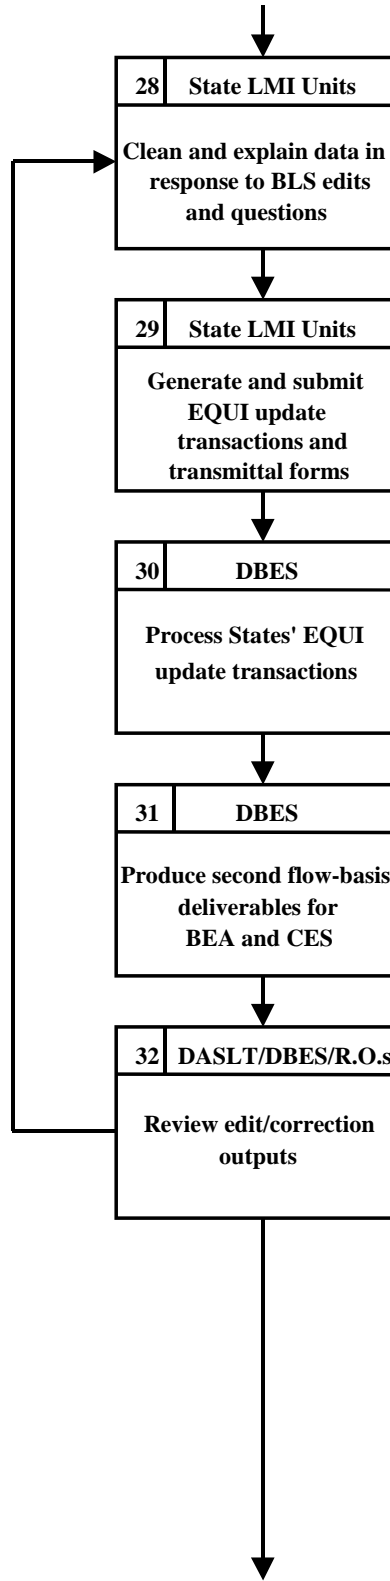 28 State LMI Units
Clean and explain data in
response to BLS edits
and questions
29 State LMI Units
Generate and submit
EQUI update
transactions and
transmittal forms
30 DBES
Process States' EQUI
update transactions
31 DBES
Produce second flow-basis
deliverables for
BEA and CES
32 DASLT/DBES/R.O.s
Review edit/correction
outputs